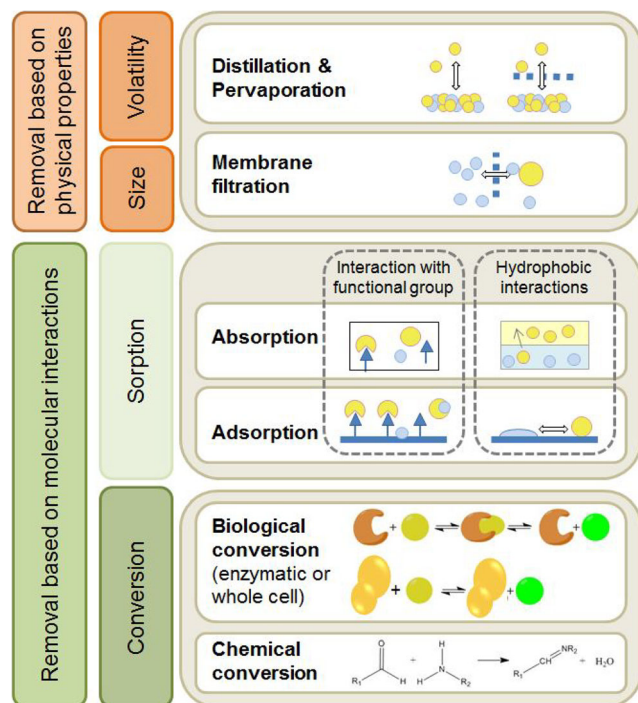 Removal based on
physical properties
Volatility
Size
Distillation &
Pervaporation
Membrane
filtration
Removal based on molecular interactions
Sorption
Conversion
Interaction with
functional group
Hydrophobic
interactions
Absorption
Adsorption
Biological
conversion
(enzymatic or
whole cell)
+ +
+ +
Chemical
conversion
O
R1 H
+
H
H N R2
R1 CH NR2
+ H2O